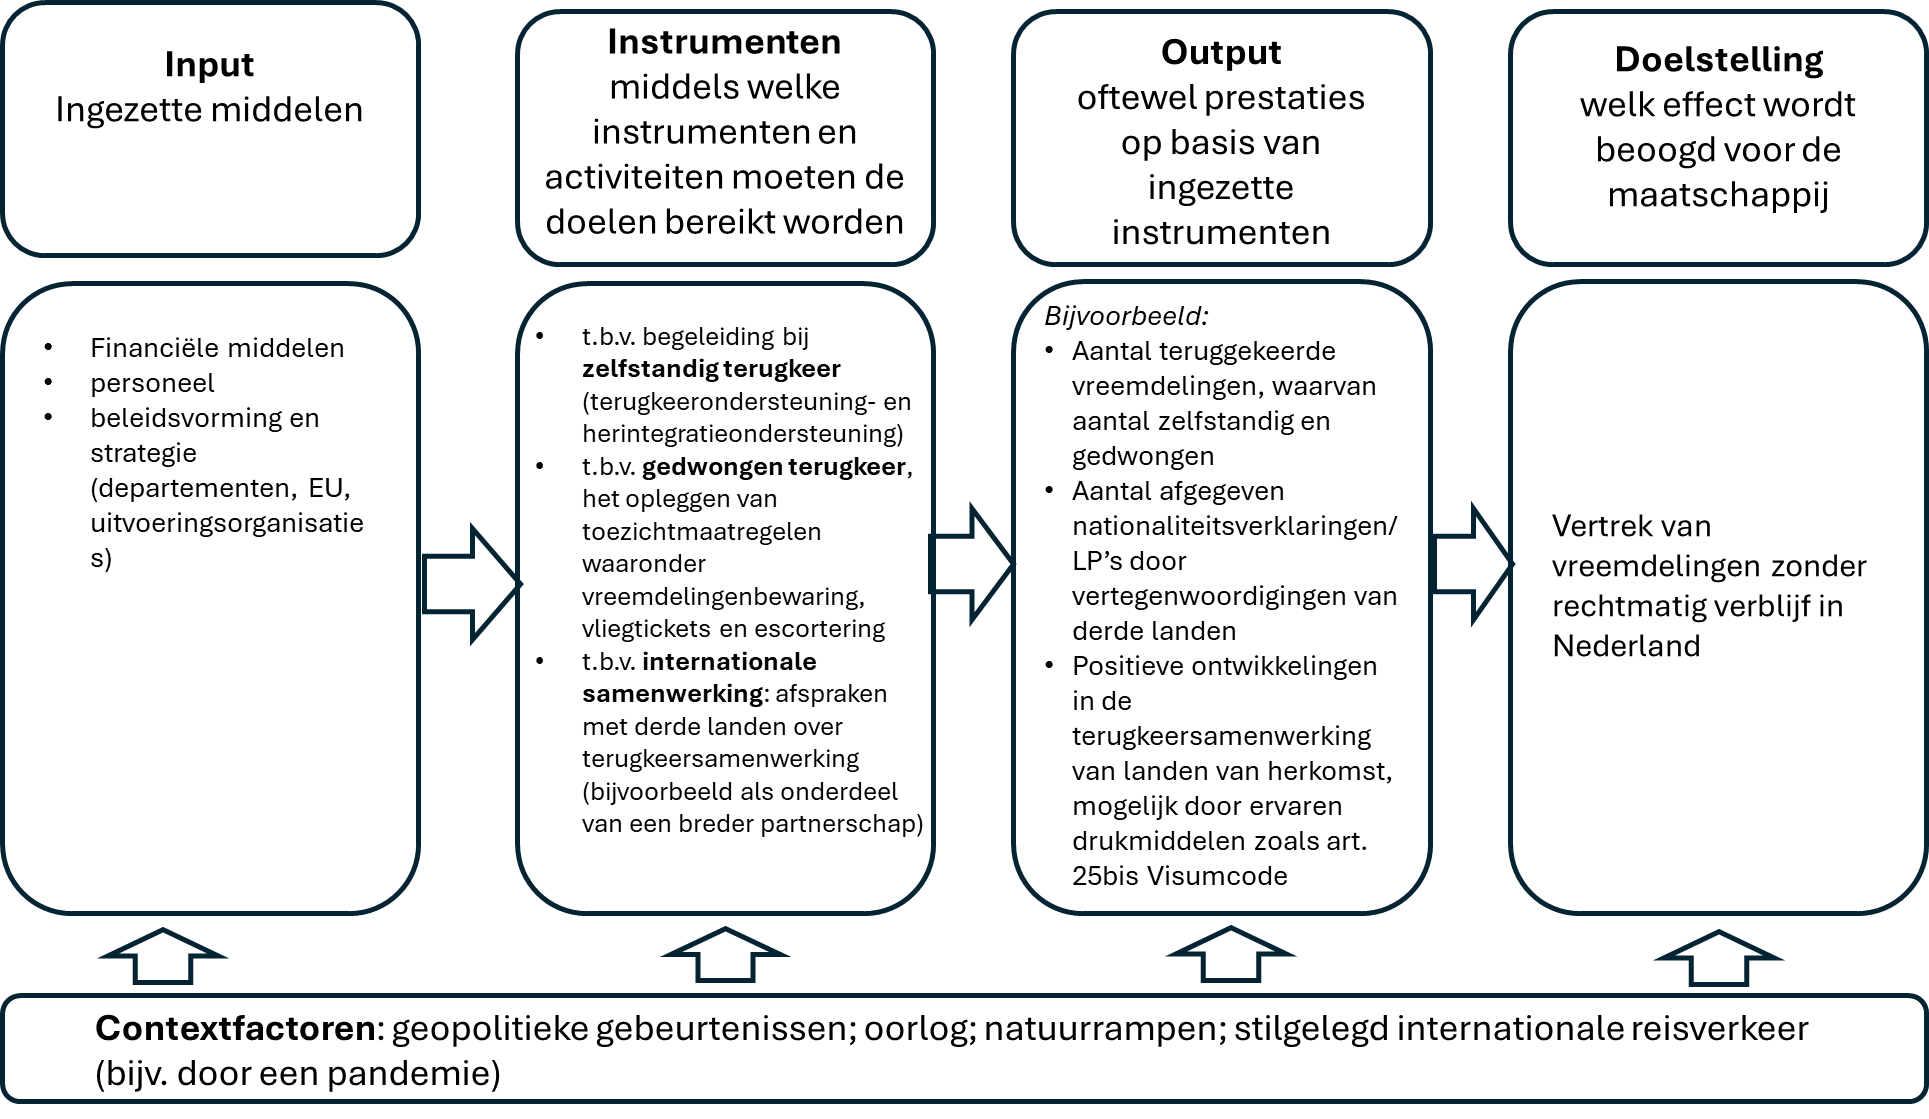 Input
Ingezette middelen
Instrumenten
middels welke
instrumenten en
activiteiten moeten de
doelen bereikt worden
Output
oftewel prestaties
op basis van
ingezette
instrumenten
Doelstelling
welk effect wordt
beoogd voor de
maatschappij
• Financiële middelen
• personeel
• beleidsvorming en
strategie
(departementen, EU,
uitvoeringsorganisatie
s)
• t.b.v. begeleiding bij
zelfstandig terugkeer
(terugkeerondersteuning- en
herintegratieondersteuning)
• t.b.v. gedwongen terugkeer,
het opleggen van
toezichtmaatregelen
waaronder
vreemdelingenbewaring,
vliegtickets en escortering
• t.b.v. internationale
samenwerking: afspraken
met derde landen over
terugkeersamenwerking
(bijvoorbeeld als onderdeel
van een breder partnerschap)
Bijvoorbeeld:
• Aantal teruggekeerde
vreemdelingen, waarvan
aantal zelfstandig en
gedwongen
• Aantal afgegeven
nationaliteitsverklaringen/
LP’s door
vertegenwoordigingen van
derde landen
• Positieve ontwikkelingen
in de
terugkeersamenwerking
van landen van herkomst,
mogelijk door ervaren
drukmiddelen zoals art.
25bis Visumcode
Vertrek van
vreemdelingen zonder
rechtmatig verblijf in
Nederland
Contextfactoren: geopolitieke gebeurtenissen; oorlog; natuurrampen; stilgelegd internationale reisverkeer
(bijv. door een pandemie)